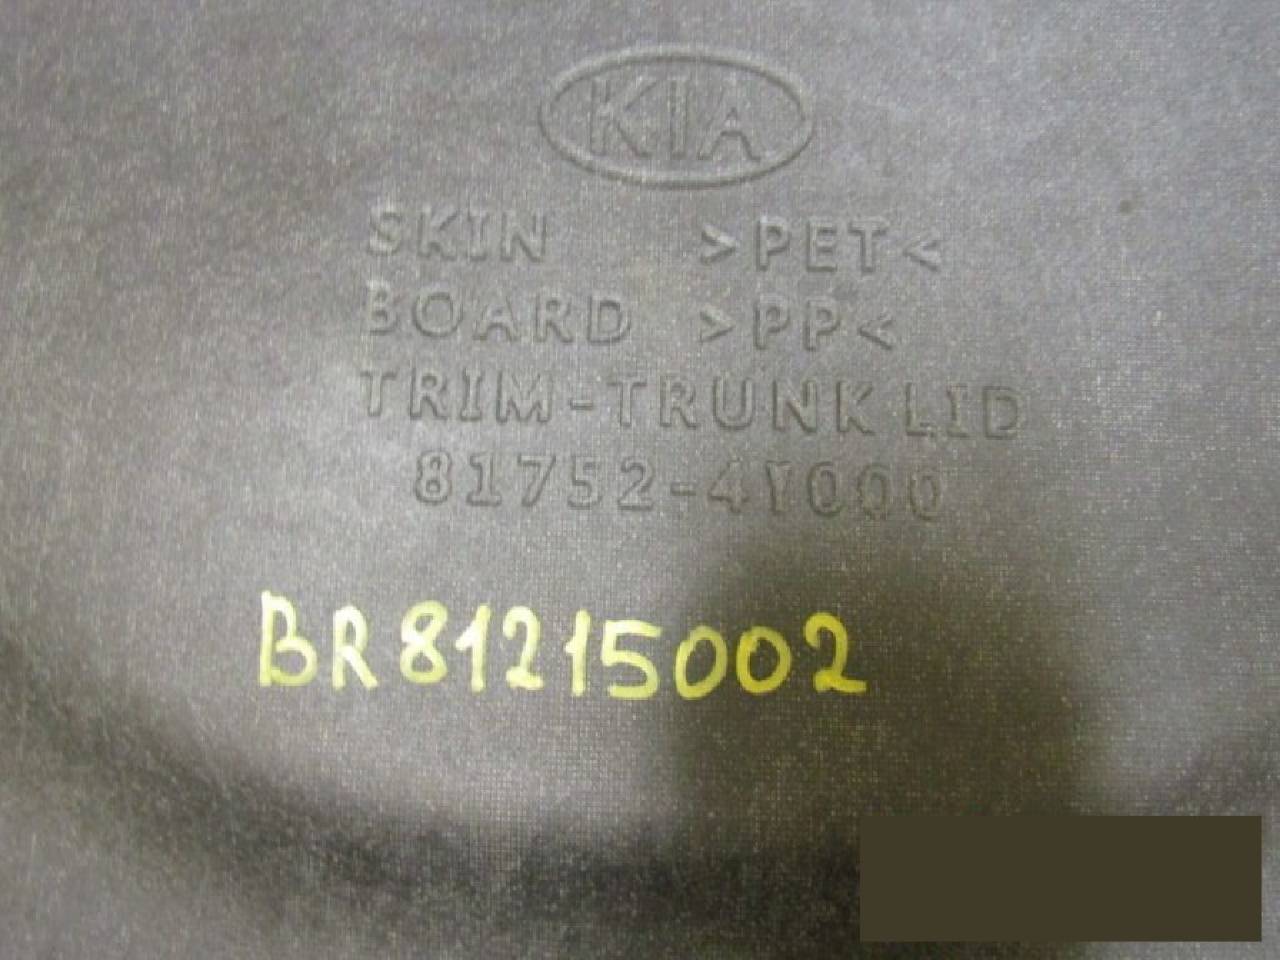 KIA
SKIN >PET<
BOARD >PP<
TRIM-TRUNK LID
81752-4Y000
BR81215002